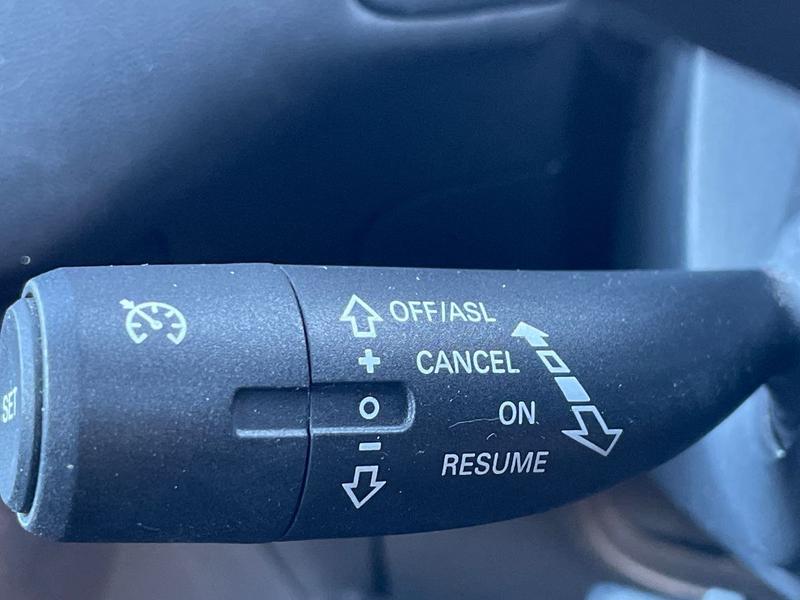 SET
OFF/ASL
+
CANCEL
O
ON
-
RESUME